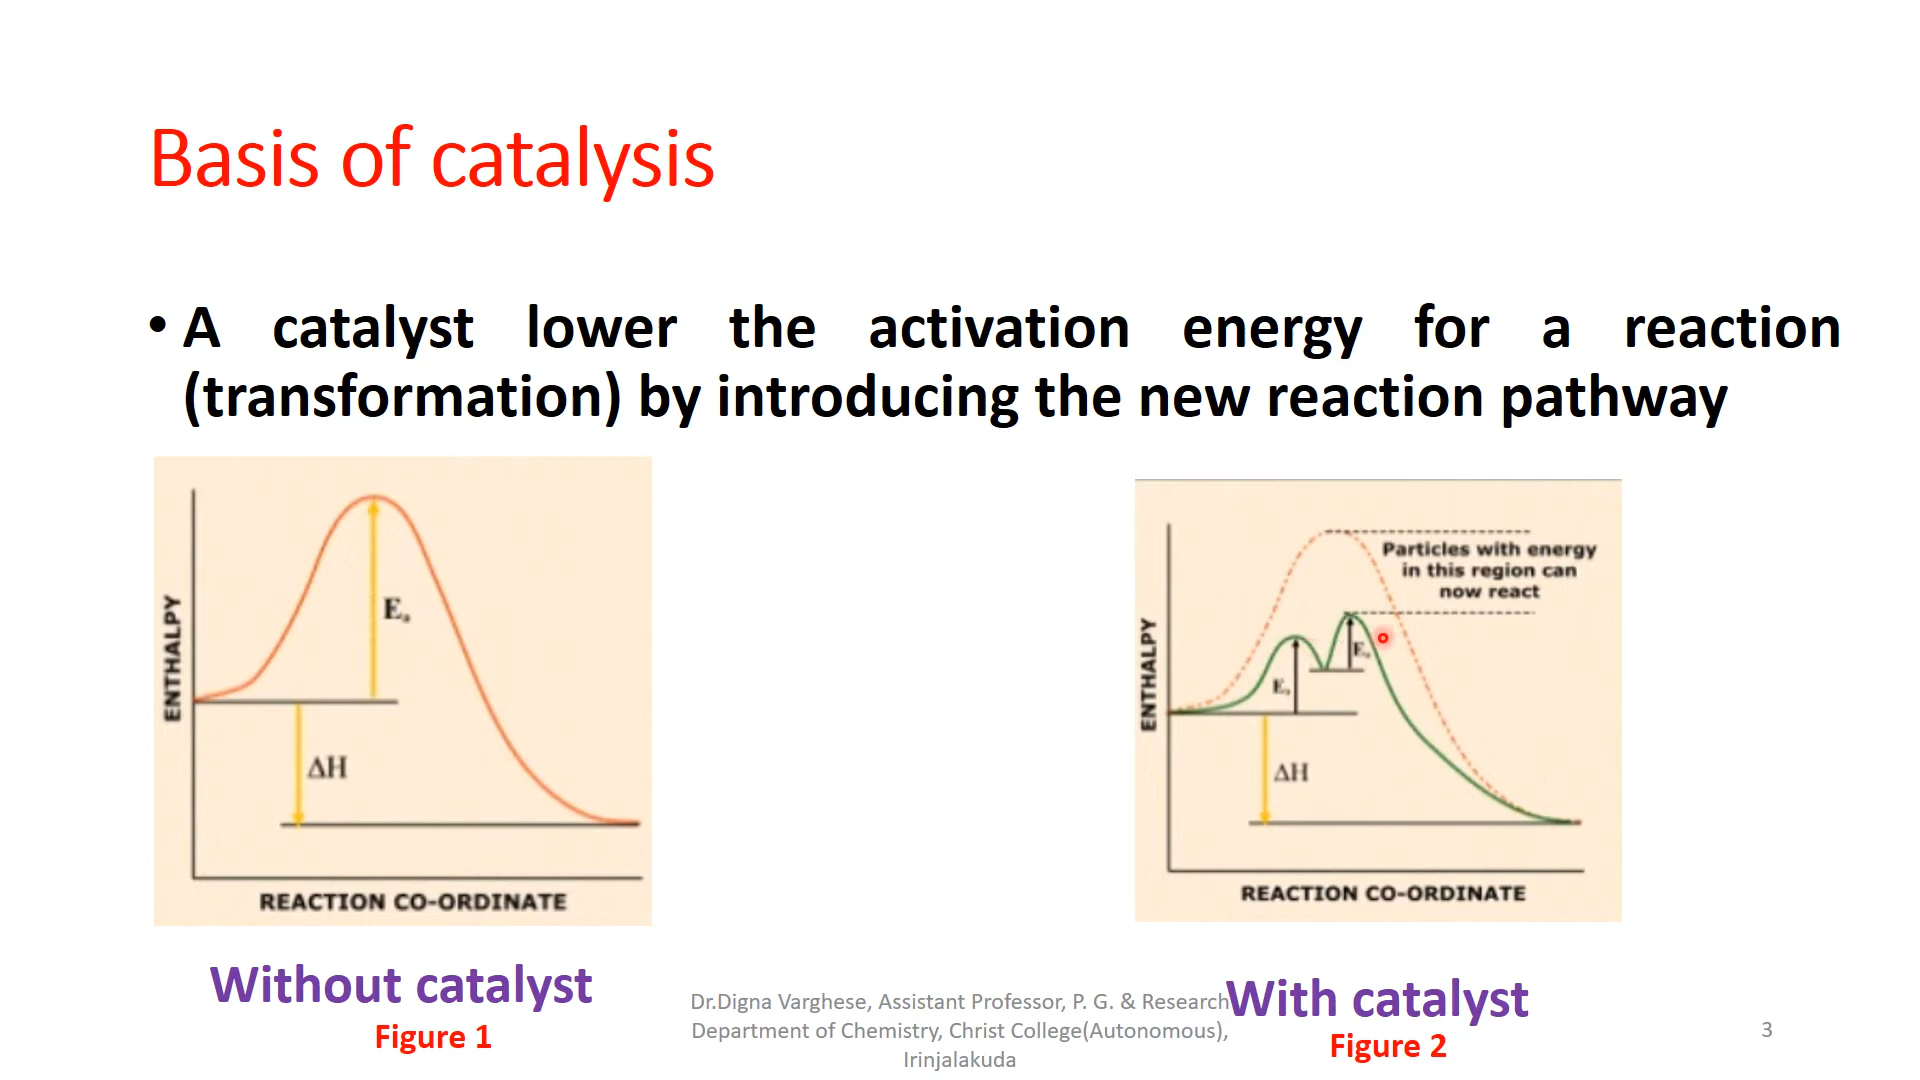 Basis of catalysis
• A catalyst lower the activation energy for a reaction
(transformation) by introducing the new reaction pathway
ENTHALPY
Ea
ΔH
REACTION CO-ORDINATE
Without catalyst
Figure 1
Particles with energy
in this region can
now react
ENTHALPY
Ea
Ea
ΔH
REACTION CO-ORDINATE
With catalyst
Figure 2
Dr.Digna Varghese, Assistant Professor, P. G. & Research
Department of Chemistry, Christ College(Autonomous),
Irinjalakuda
3